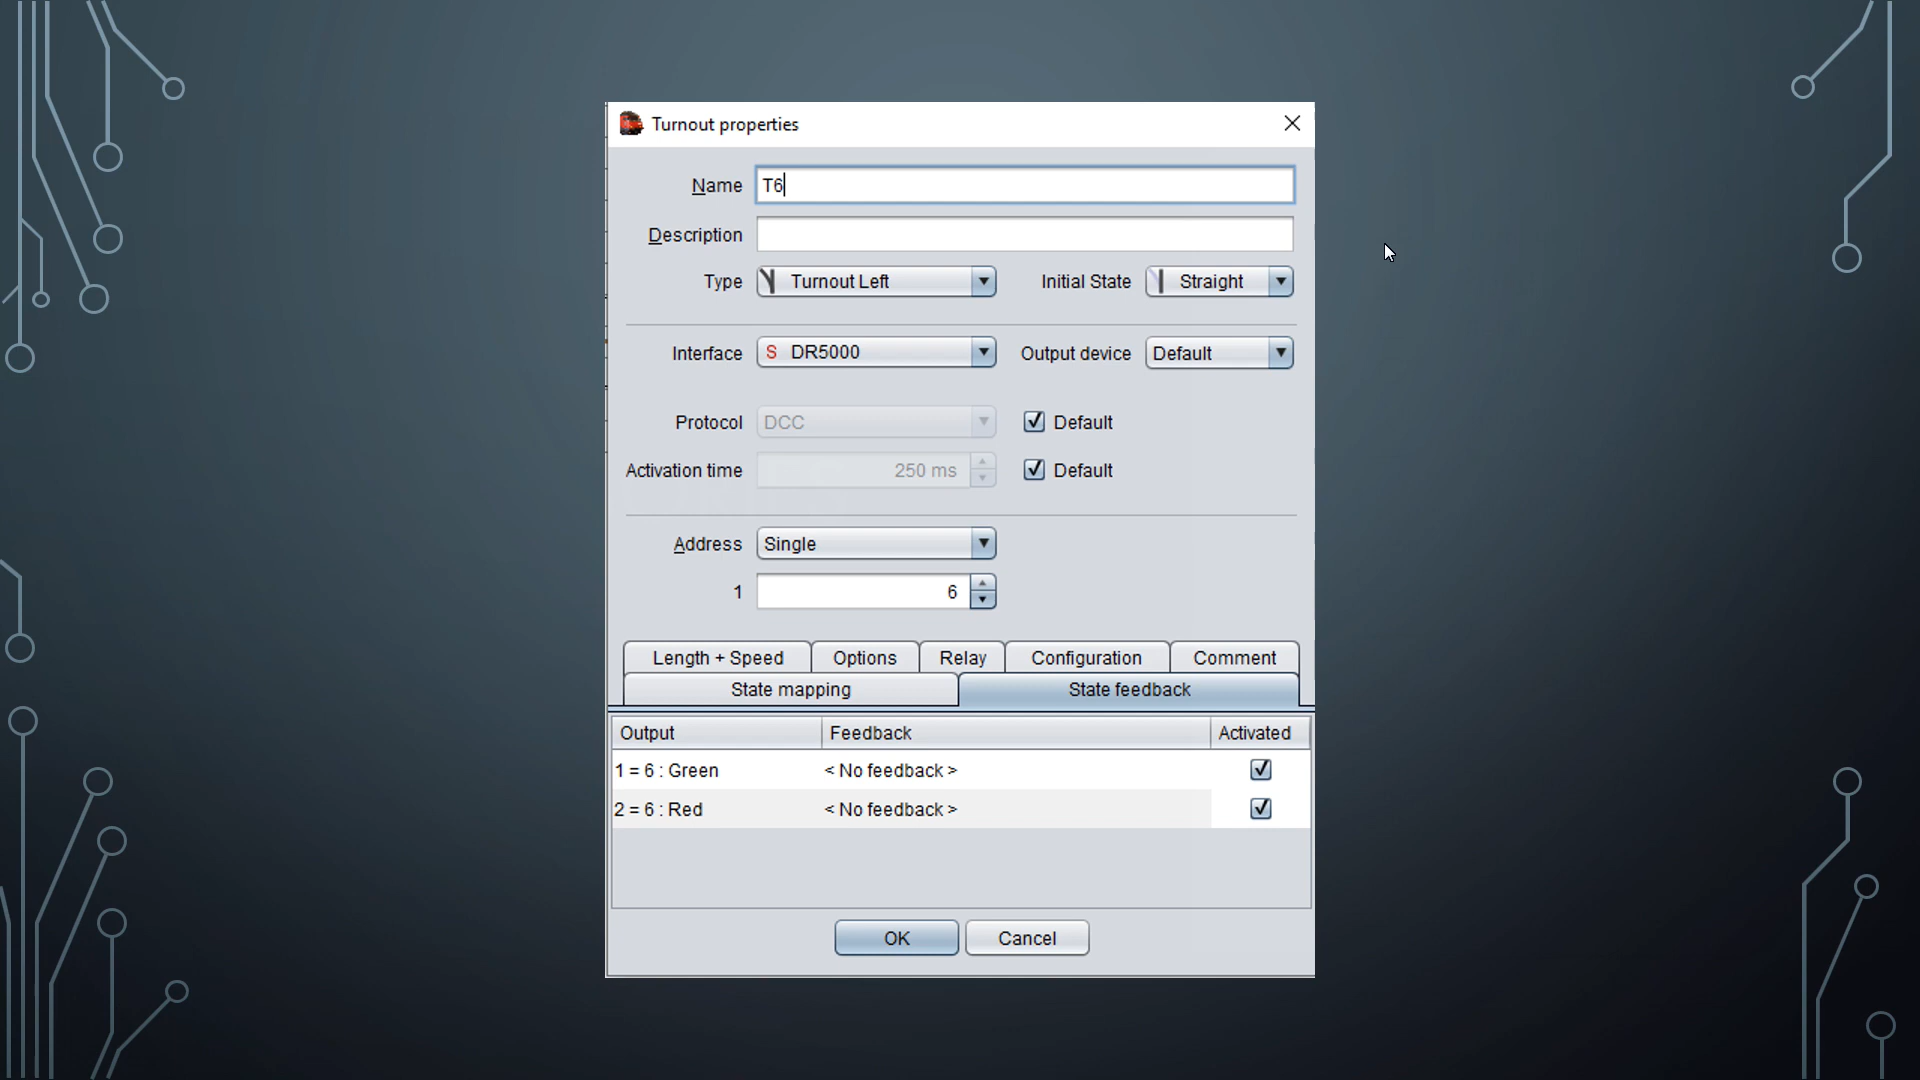 Turnout properties
Name T6
Description
Type Turnout Left Initial State Straight
Interface S DR5000 Output device Default
Protocol DCC Default
Activation time 250 ms Default
Address Single
1 6
Length + Speed Options Relay Configuration Comment
State mapping State feedback
Output Feedback Activated
1 = 6 : Green < No feedback >
2 = 6 : Red < No feedback >
OK Cancel